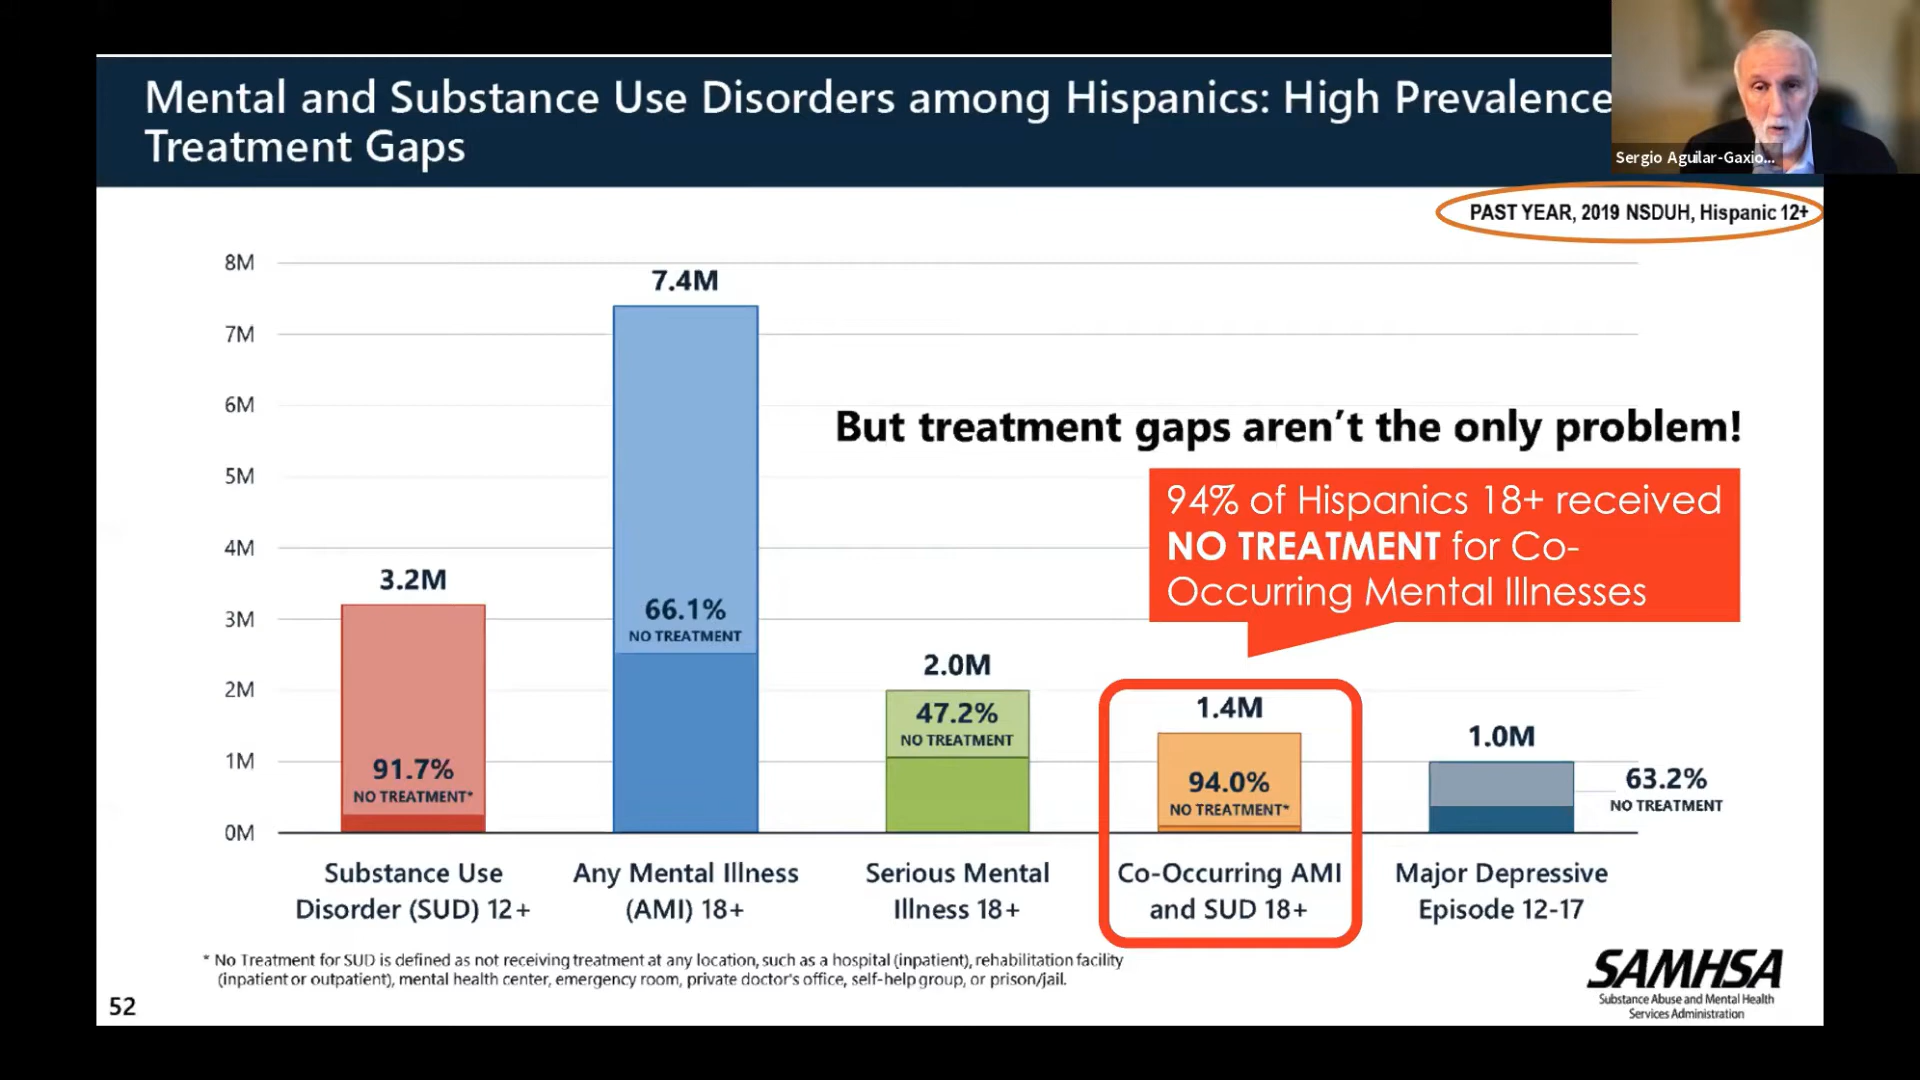 Mental and Substance Use Disorders among Hispanics: High Prevalence
Treatment Gaps
Sergio Aguilar-Gaxio...
PAST YEAR, 2019 NSDUH, Hispanic 12+
8M
7M
6M
5M
4M
3M
2M
1M
0M
3.2M
91.7%
NO TREATMENT*
7.4M
66.1%
NO TREATMENT
2.0M
47.2%
NO TREATMENT
1.4M
94.0%
NO TREATMENT*
1.0M
63.2%
NO TREATMENT
But treatment gaps aren't the only problem!
94% of Hispanics 18+ received
NO TREATMENT for Co-
Occurring Mental Illnesses
Substance Use
Disorder (SUD) 12+
Any Mental Illness
(AMI) 18+
Serious Mental
Illness 18+
Co-Occurring AMI
and SUD 18+
Major Depressive
Episode 12-17
* No Treatment for SUD is defined as not receiving treatment at any location, such as a hospital (inpatient), rehabilitation facility
(inpatient or outpatient), mental health center, emergency room, private doctor's office, self-help group, or prison/jail.
52
SAMHSA
Substance Abuse and Mental Health
Services Administration